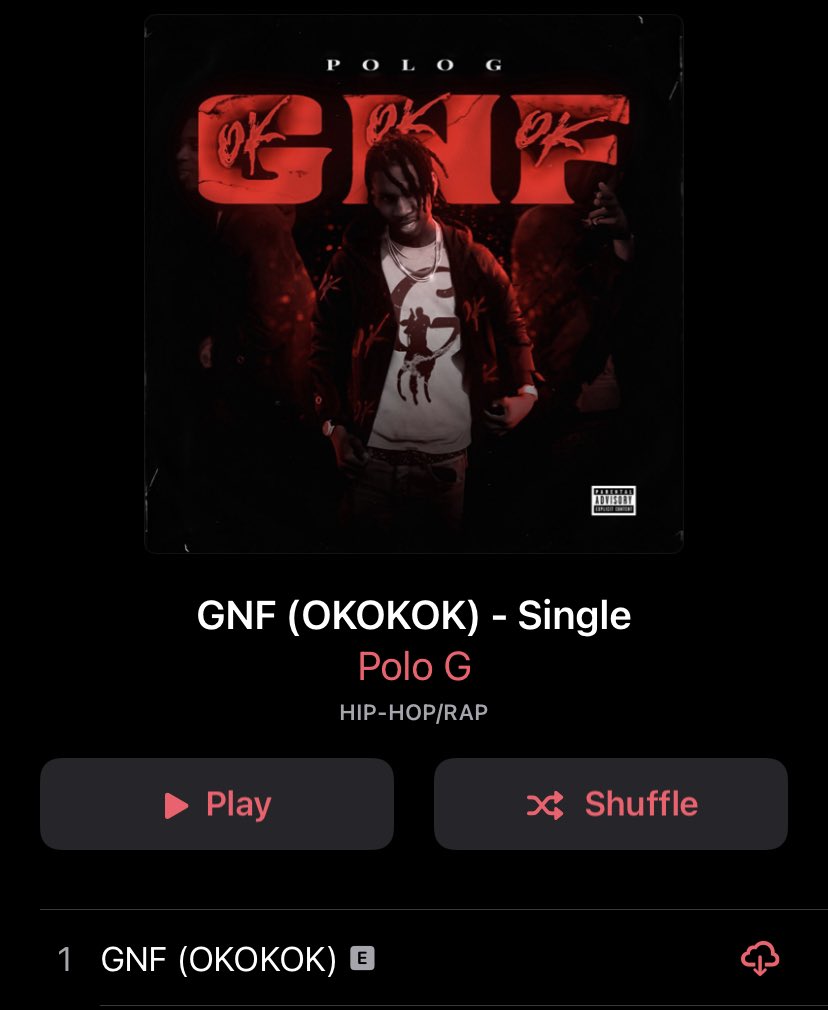 POLO G
GNF
OK OK OK
PARENTAL
ADVISORY
EXPLICIT CONTENT
GNF (OKOKOK) - Single
Polo G
HIP-HOP/RAP
Play
Shuffle
1 GNF (OKOKOK) E